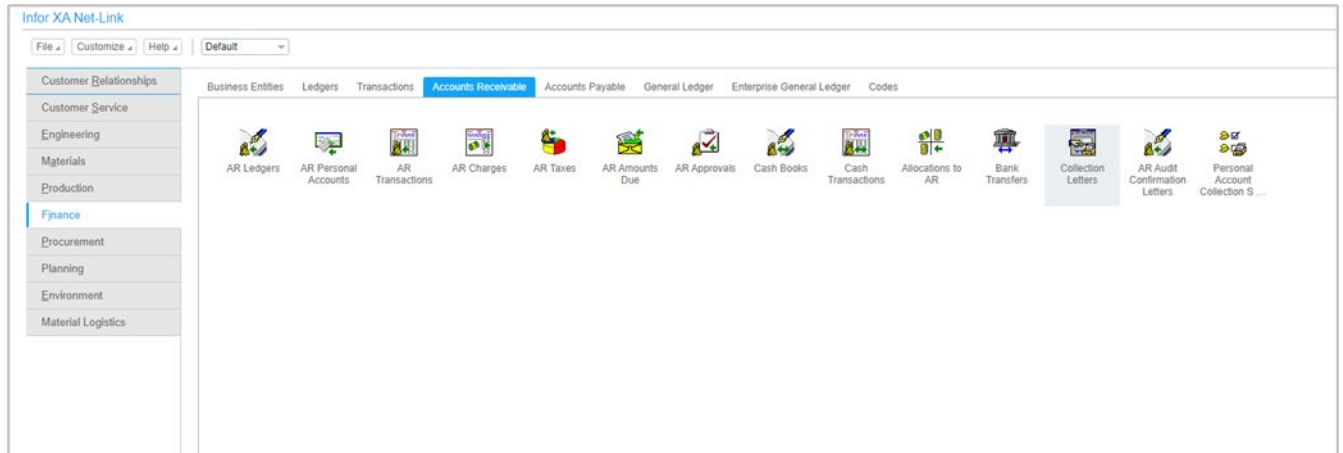 Infor XA Net-Link
File Customize Help Default
Customer Relationships
Customer Service
Engineering
Materials
Production
Finance
Procurement
Planning
Environment
Material Logistics
Business Entities Ledgers Transactions Accounts Receivable Accounts Payable General Ledger Enterprise General Ledger Codes
AR Ledgers
AR Personal
Accounts
AR
Transactions
AR Charges
AR Taxes
AR Amounts
Due
AR Approvals
Cash Books
Cash
Transactions
Allocations to
AR
Bank
Transfers
Collection
Letters
AR Audit
Confirmation
Letters
Personal
Account
Collection S ...